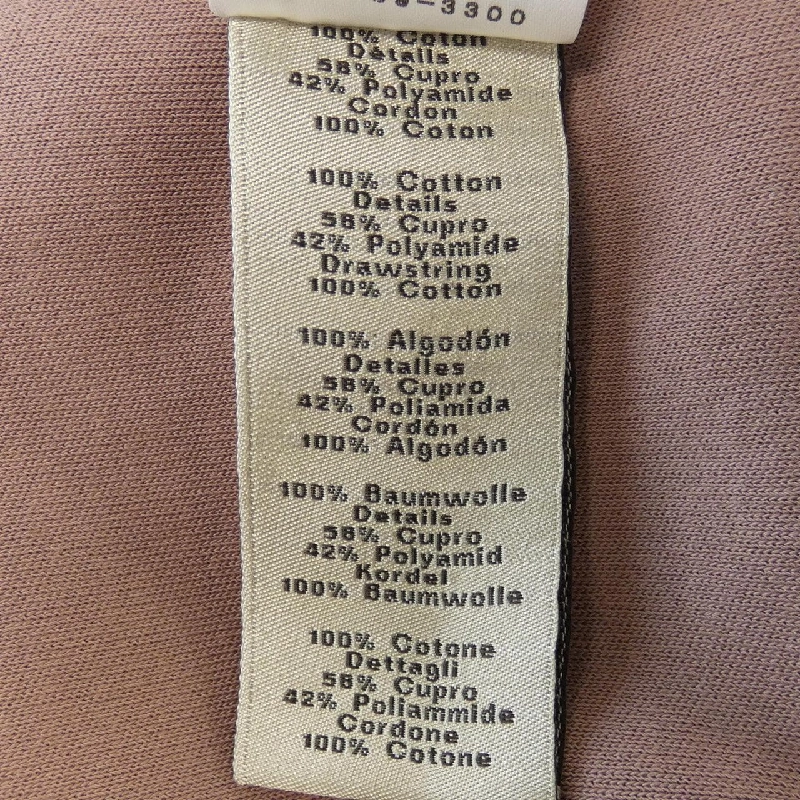 -3300
100% Coton
Détails
58% Cupro
42% Polyamide
Cordon
100% Coton
100% Cotton
Details
58% Cupro
42% Polyamide
Drawstring
100% Cotton
100% Algodón
Detalles
58% Cupro
42% Poliamida
Cordón
100% Algodón
100% Baumwolle
Details
58% Cupro
42% Polyamid
Kordel
100% Baumwolle
100% Cotone
Dettagli
58% Cupro
42% Poliammide
Cordone
100% Cotone